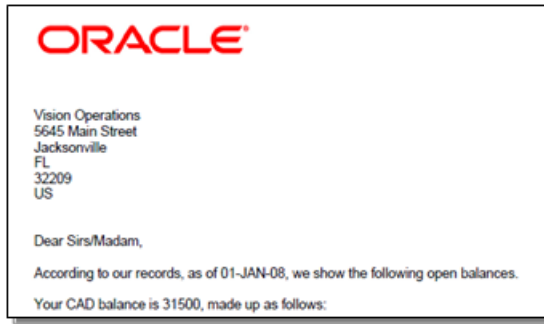 ORACLE
Vision Operations
5645 Main Street
Jacksonville
FL
32209
US
Dear Sirs/Madam,
According to our records, as of 01-JAN-08, we show the following open balances.
Your CAD balance is 31500, made up as follows: